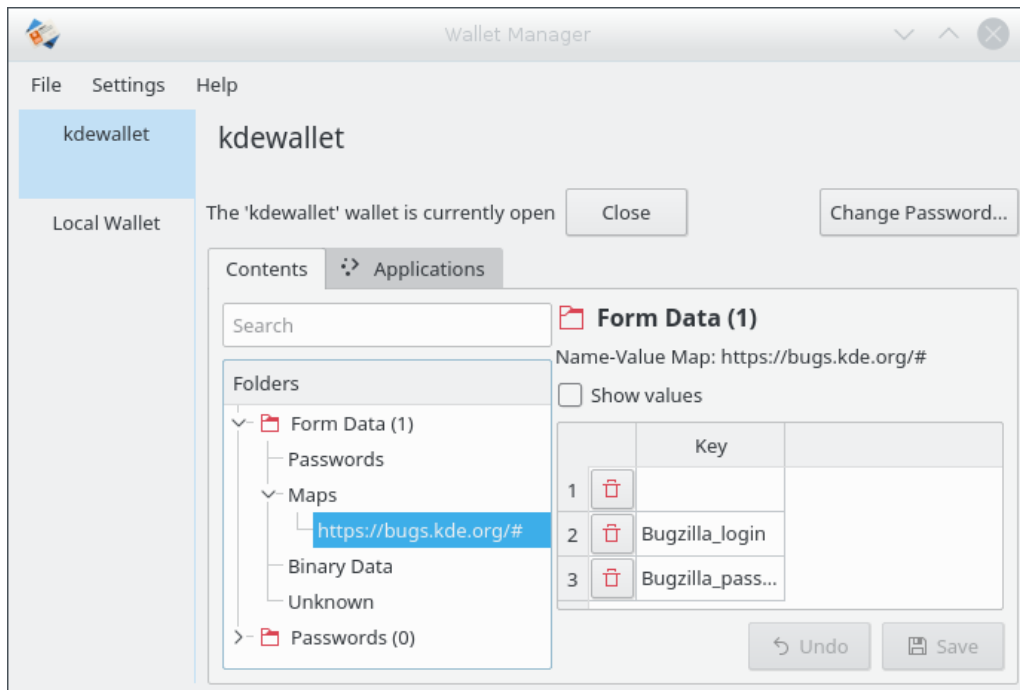 Wallet Manager
File Settings Help
kdewallet
Local Wallet
kdewallet
The 'kdewallet' wallet is currently open Close Change Password...
Contents Applications
Search
Folders
Form Data (1)
Passwords
Maps
https://bugs.kde.org/#
Binary Data
Unknown
Passwords (0)
Form Data (1)
Name-Value Map: https://bugs.kde.org/#
Show values
Key
1
2 Bugzilla_login
3 Bugzilla_pass...
Undo Save